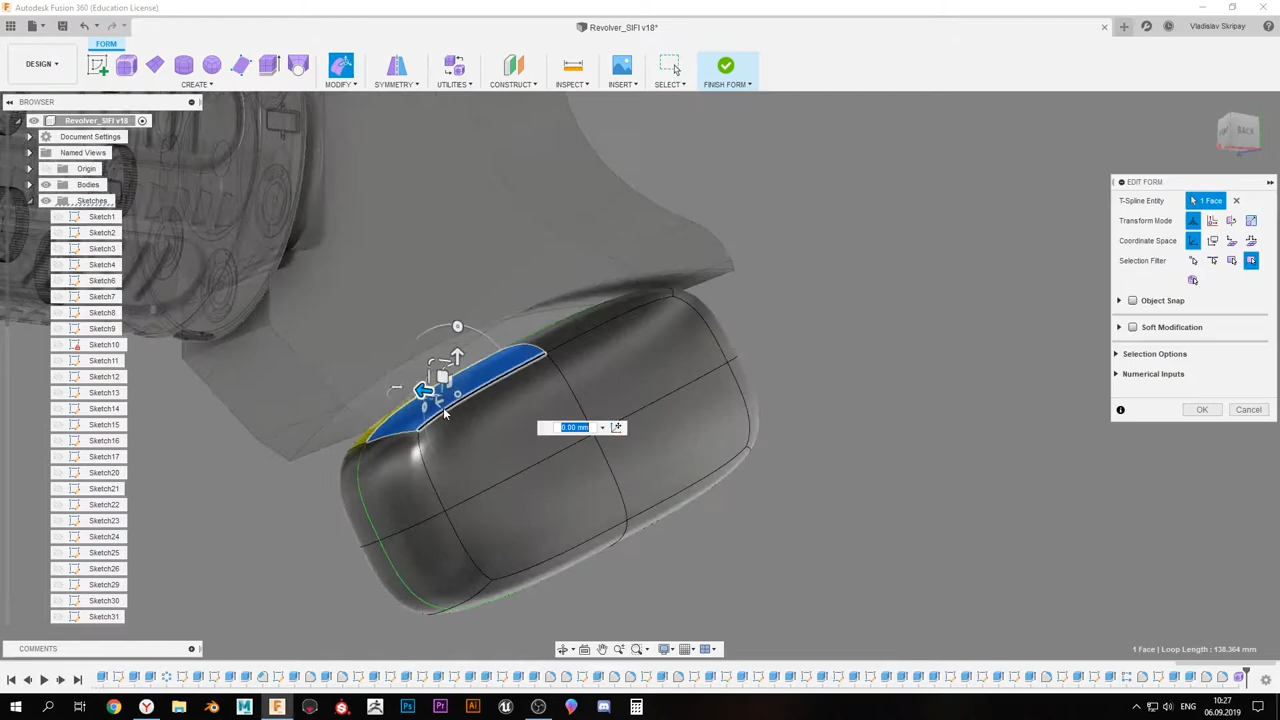 Autodesk Fusion 360 (Education License)
Revolver_SIFI v18*
Vladislav Skripay
FORM
DESIGN
CREATE
MODIFY
SYMMETRY
UTILITIES
CONSTRUCT
INSPECT
INSERT
SELECT
FINISH FORM
BROWSER
Revolver_SIFI v18
Document Settings
Named Views
Origin
Bodies
Sketches
Sketch1
Sketch2
Sketch3
Sketch4
Sketch6
Sketch7
Sketch8
Sketch9
Sketch10
Sketch11
Sketch12
Sketch13
Sketch14
Sketch15
Sketch16
Sketch17
Sketch20
Sketch21
Sketch22
Sketch23
Sketch24
Sketch25
Sketch26
Sketch29
Sketch30
Sketch31
BACK
EDIT FORM
T-Spline Entity
1 Face
Transform Mode
Coordinate Space
Selection Filter
Object Snap
Soft Modification
Selection Options
Numerical Inputs
OK
Cancel
0.00 mm
COMMENTS
1 Face | Loop Length : 138.364 mm
ENG
10:27
06.09.2019